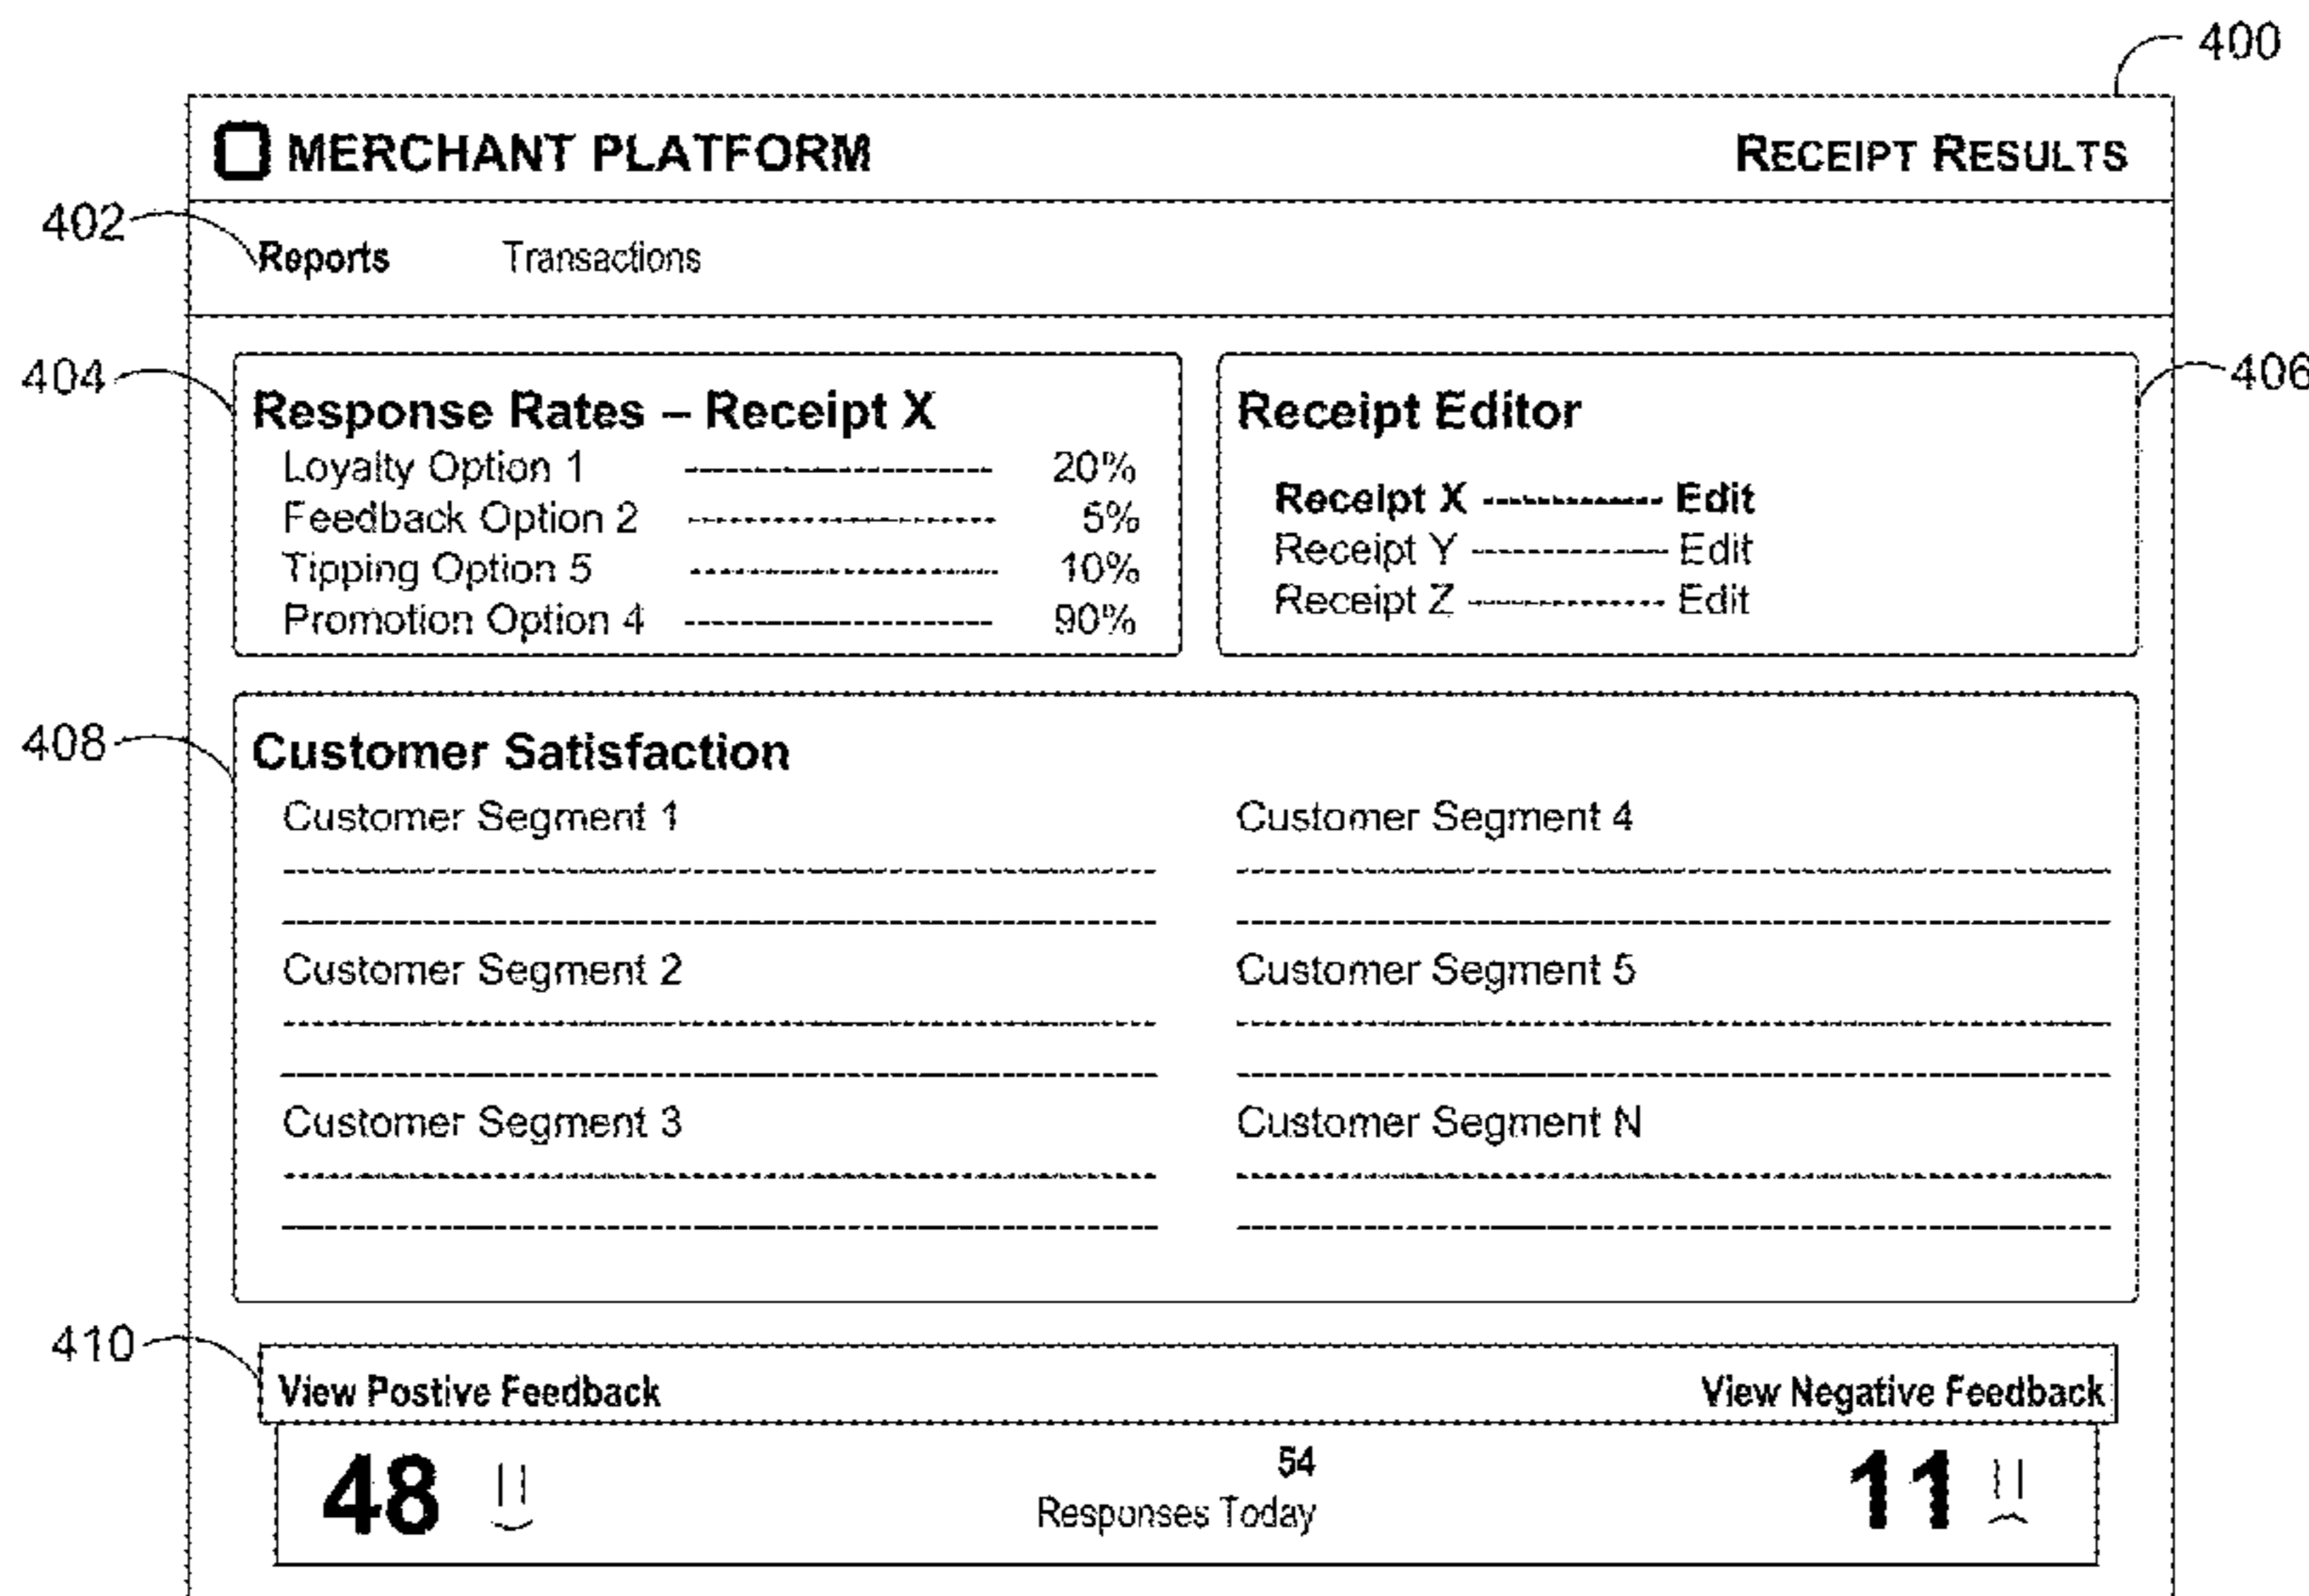 400
MERCHANT PLATFORM RECEIPT RESULTS
402
Reports Transactions
404
406
Response Rates – Receipt X
Loyalty Option 1 20%
Feedback Option 2 5%
Tipping Option 5 10%
Promotion Option 4 90%
Receipt Editor
Receipt X Edit
Receipt Y Edit
Receipt Z Edit
408
Customer Satisfaction
Customer Segment 1
Customer Segment 2
Customer Segment 3
Customer Segment 4
Customer Segment 5
Customer Segment N
410
View Postive Feedback View Negative Feedback
48 54 11
Responses Today